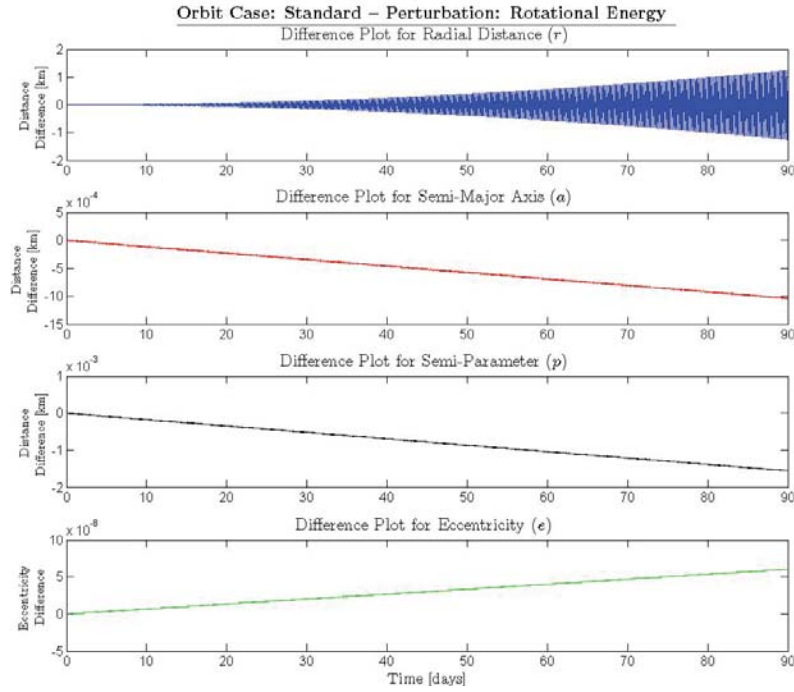 Orbit Case: Standard – Perturbation: Rotational Energy
Difference Plot for Radial Distance (r)
Distance
Difference [km]
2
1
0
-1
-2
0 10 20 30 40 50 60 70 80 90
x 10⁻⁴
Difference Plot for Semi-Major Axis (a)
Distance
Difference [km]
5
0
-5
-10
-15
0 10 20 30 40 50 60 70 80 90
x 10⁻³
Difference Plot for Semi-Parameter (p)
Distance
Difference [km]
1
0
-1
-2
0 10 20 30 40 50 60 70 80 90
x 10⁻⁸
Difference Plot for Eccentricity (e)
Eccentricity
Difference
10
5
0
-5
0 10 20 30 40 50 60 70 80 90
Time [days]